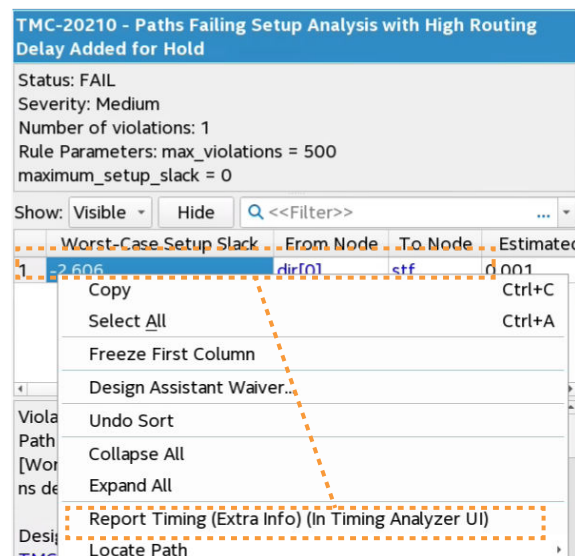 TMC-20210 - Paths Failing Setup Analysis with High Routing
Delay Added for Hold
Status: FAIL
Severity: Medium
Number of violations: 1
Rule Parameters: max_violations = 500
maximum_setup_slack = 0
Show: Visible Hide <<Filter>> ...
Worst-Case Setup Slack From Node To Node Estimated
1 -2.606 dir[0] stf 0.001
Copy Ctrl+C
Select All Ctrl+A
Freeze First Column
Design Assistant Waiver...
Viola
Undo Sort
Path
Collapse All
[Wor
Expand All
ns de
Report Timing (Extra Info) (In Timing Analyzer UI)
Desi
Locate Path